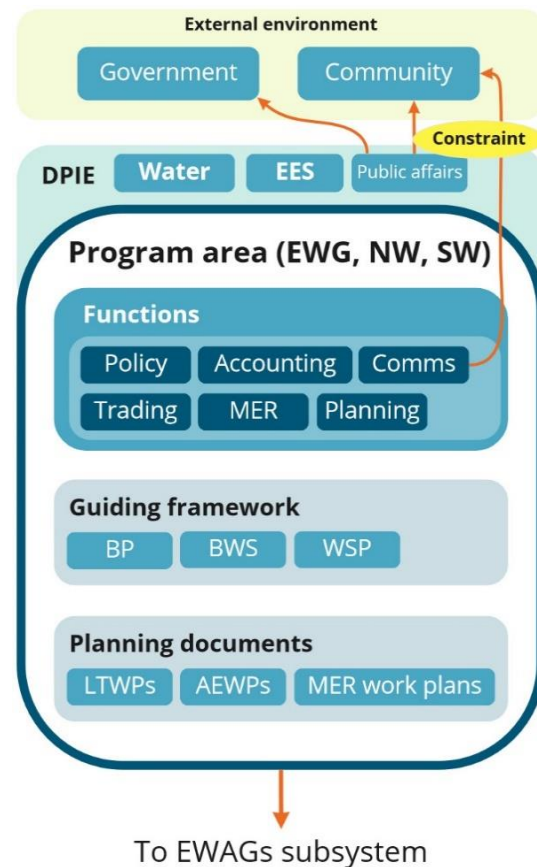 External environment
Government Community
Constraint
DPIE Water EES Public affairs
Program area (EWG, NW, SW)
Functions
Policy Accounting Comms
Trading MER Planning
Guiding framework
BP BWS WSP
Planning documents
LTWPs AEWPs MER work plans
To EWAGs subsystem